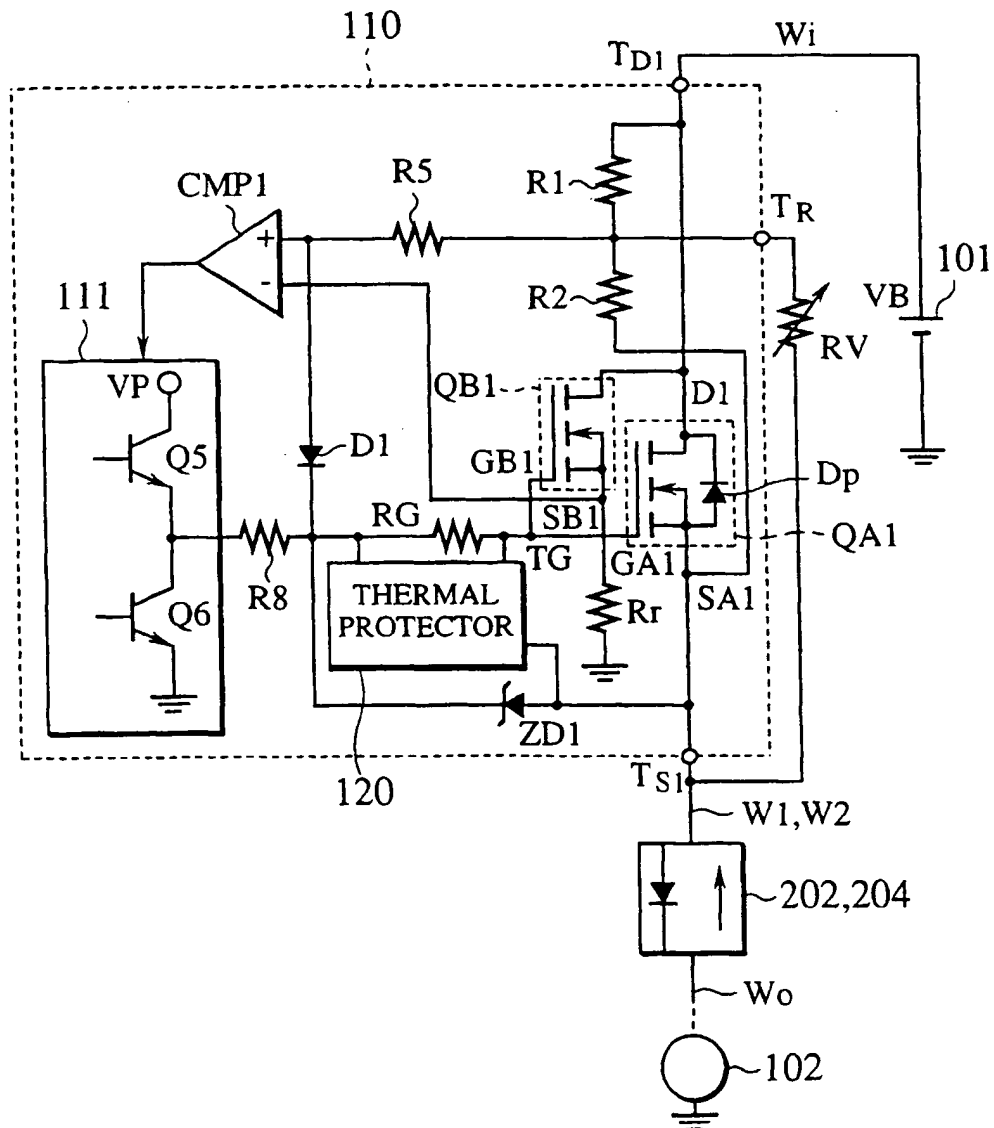 110
TD1
Wi
CMP1
R5
R1
TR
+
-
R2
101
VB
RV
111
VP
QB1
D1
Q5
D1
GB1
Dp
RG
SB1
TG
GA1
QA1
R8
SA1
Q6
THERMAL
PROTECTOR
Rr
ZD1
120
TS1
W1,W2
202,204
Wo
102